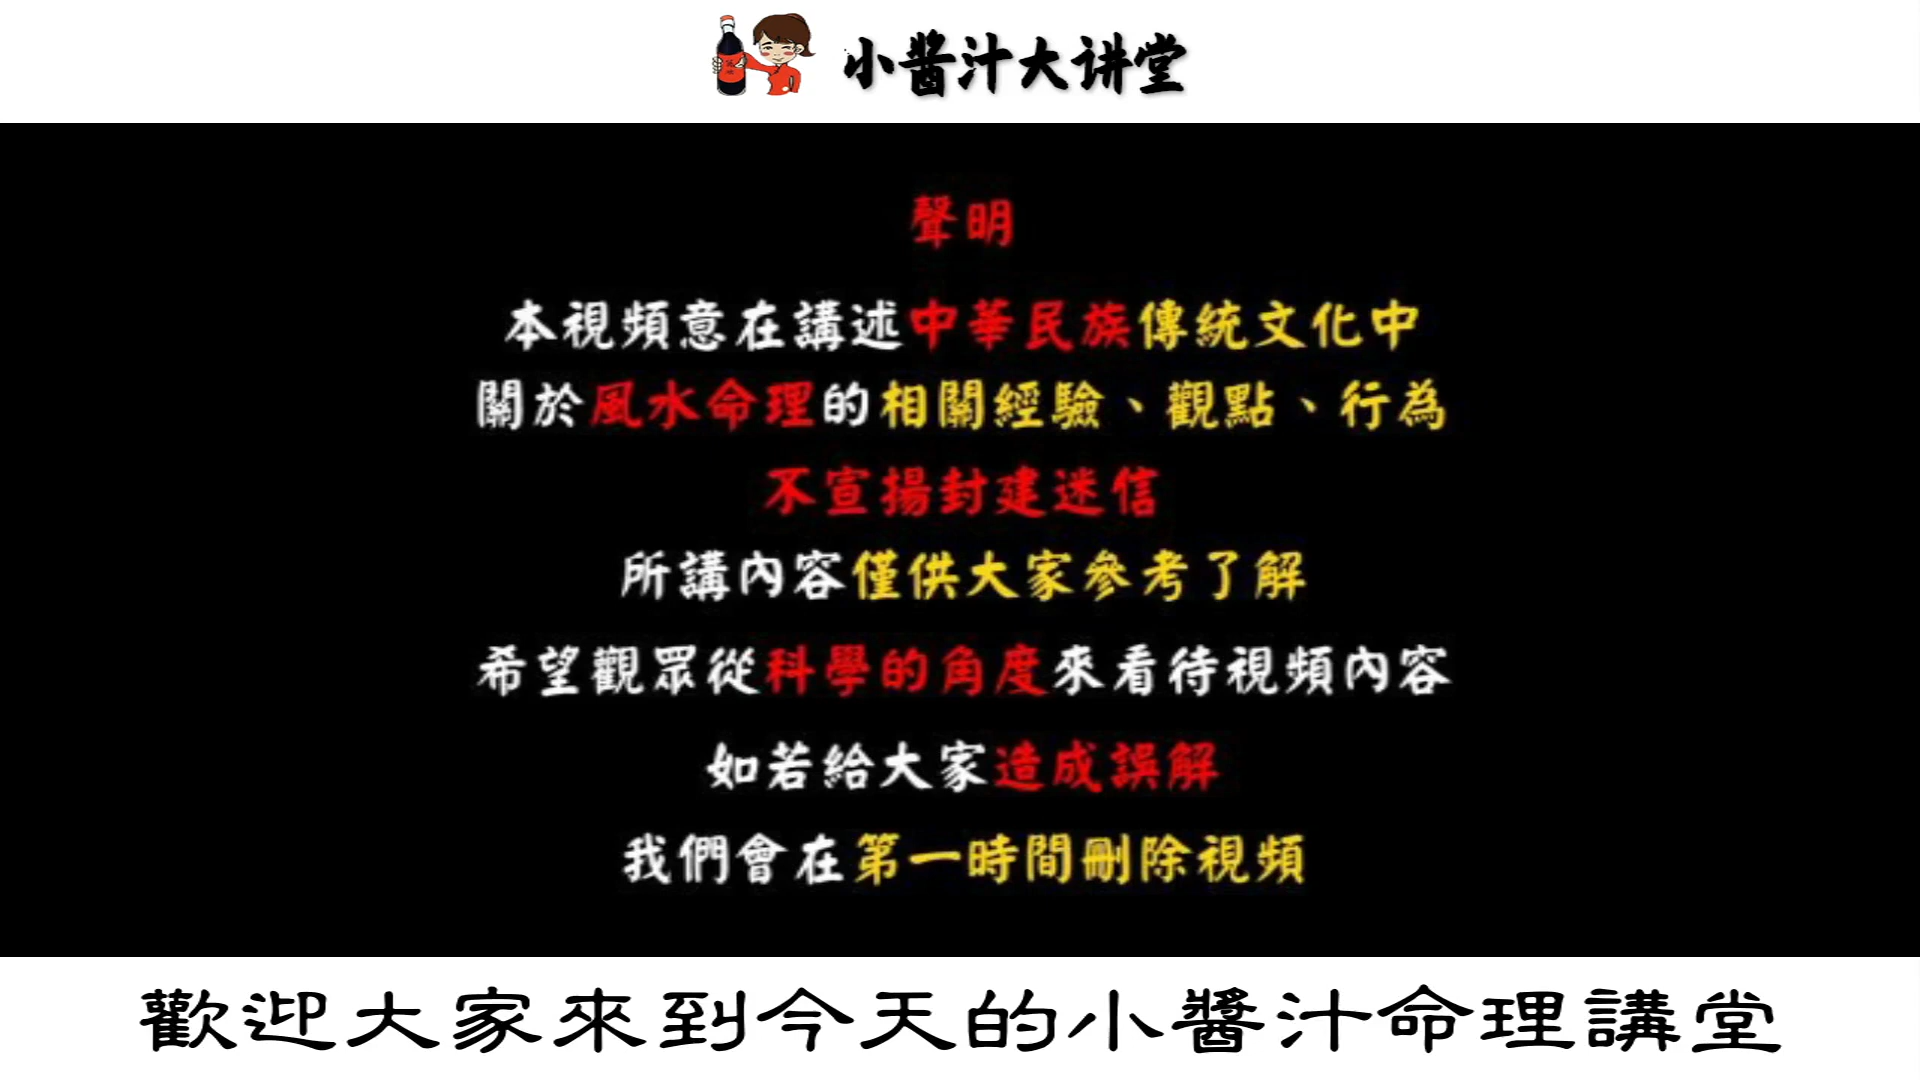 小醬汁大讲堂
聲明
本視頻意在講述中華民族傳統文化中
關於風水命理的相關經驗、觀點、行為
不宣揚封建迷信
所講內容僅供大家參考了解
希望觀眾從科學的角度來看待視頻內容
如若給大家造成誤解
我們會在第一時間刪除視頻
歡迎大家來到今天的小醬汁命理講堂